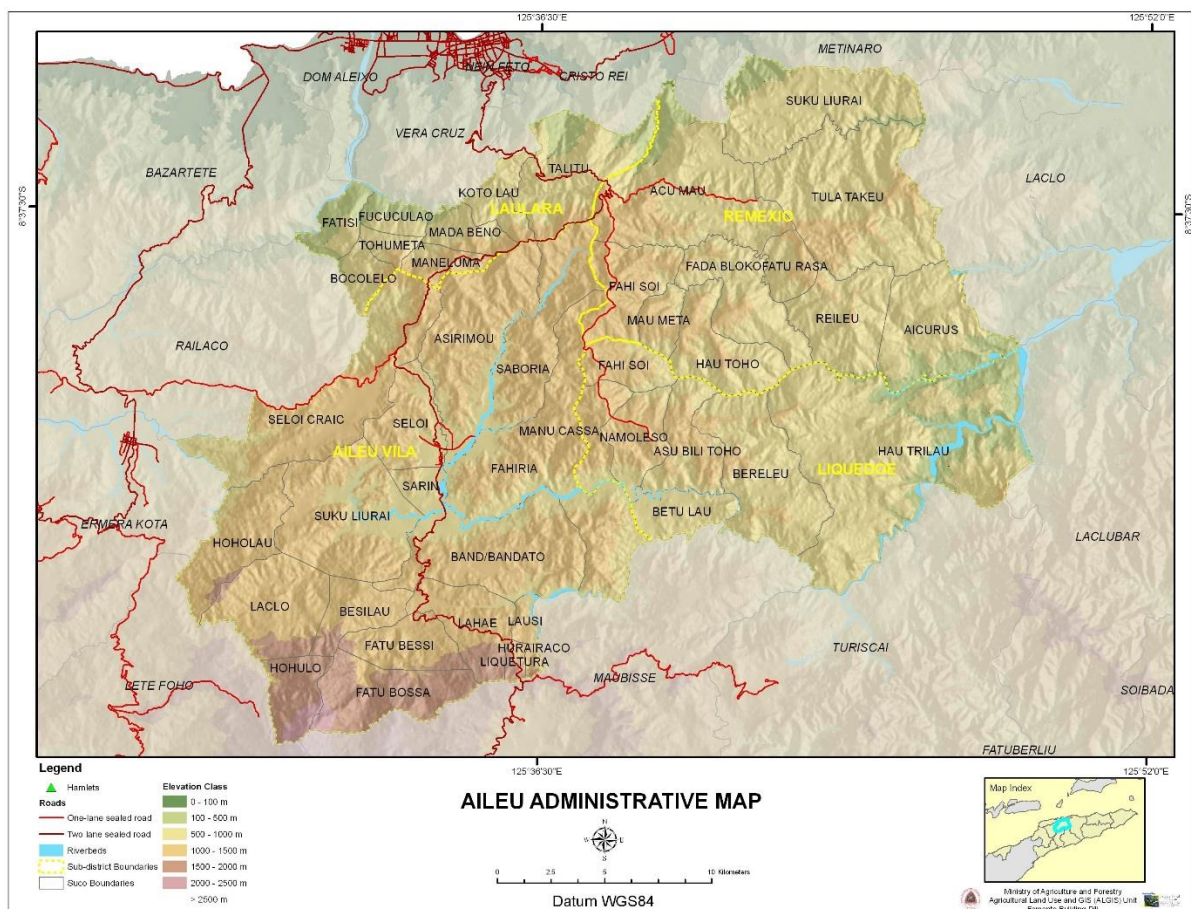 125°36'30"E
125°52'0"E
METINARO
DOM ALEIXO
CRISTO REI
SUKU LIURAI
VERA CRUZ
BAZARTETE
TALITU
LACLO
KOTO LAU
ACU MAU
TULA TAKEU
8°37'30"S
8°37'30"S
FUCUCULAO
LAULARA
REMEXIO
FATISI
MADA BENO
TOHUMETA
MANELUMA
FADA BLOKO
FATU RASA
BOCOLELO
FAHI SOI
MAU META
REILEU
AICURUS
ASIRIMOU
RAILACO
SABORIA
FAHI SOI
HAU TOHO
SELOI CRAIC
SELOI
MANU CASSA
NAMOLESO
AILEU VILA
ASU BILI TOHO
HAU TRILAU
FAHIRIA
BERELEU
LIQUEDOE
SARIN
SUKU LIURAI
BETU LAU
ERMERA KOTA
LACLUBAR
HOHOLAU
BAND/BANDATO
LACLO
BESILAU
LAHAE
LAUSI
FATU BESSI
HURAIRACO
TURISCAI
HOHULO
LIQUETURA
MAUBISSE
LETE FOHO
FATU BOSSA
SOIBADA
FATUBERLIU
125°36'30"E
125°52'0"E
Legend
Hamlets
Roads
One-lane sealed road
Two lane sealed road
Riverbeds
Sub-district Boundaries
Suco Boundaries
Elevation Class
0 - 100 m
100 - 500 m
500 - 1000 m
1000 - 1500 m
1500 - 2000 m
2000 - 2500 m
> 2500 m
AILEU ADMINISTRATIVE MAP
N
W
E
S
0
2.5
5
10 Kilometers
Datum WGS84
Map Index
Ministry of Agriculture and Forestry
Agricultural Land Use and GIS (ALGIS) Unit